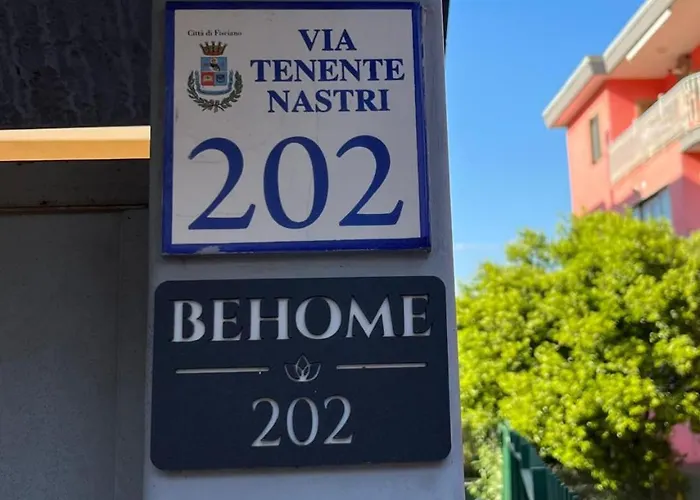 Città di Fisciano
VIA
TENENTE
NASTRI
202
BEHOME
202